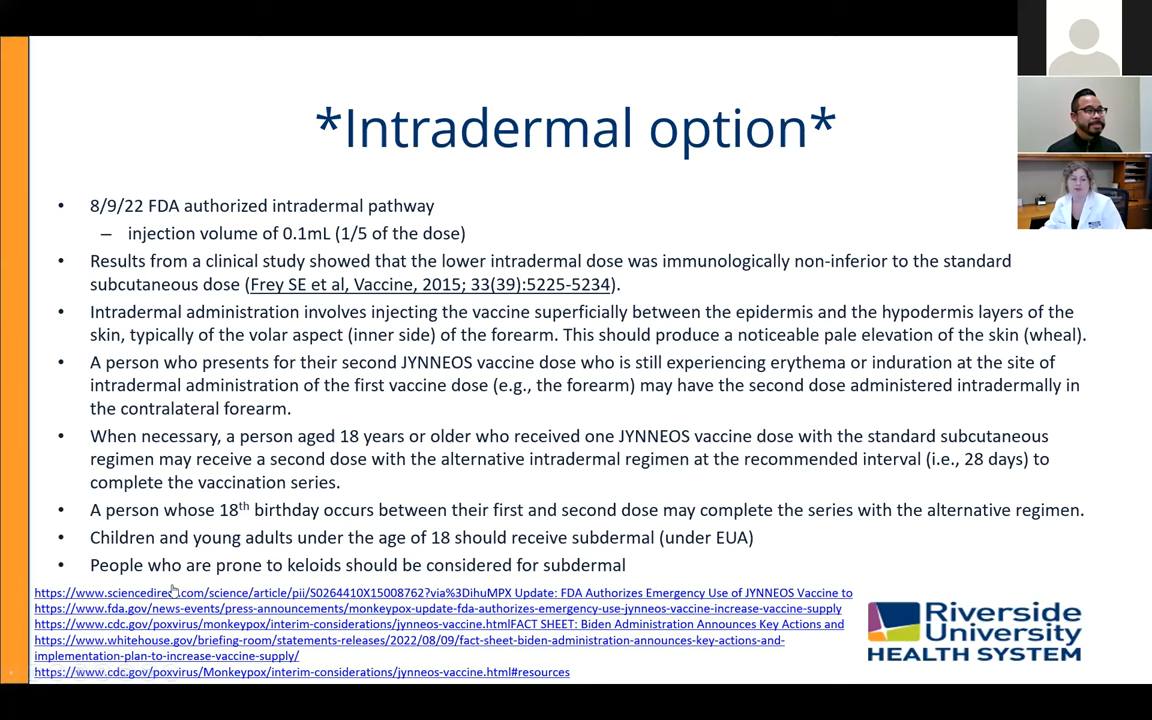 *Intradermal option*
• 8/9/22 FDA authorized intradermal pathway
– injection volume of 0.1mL (1/5 of the dose)
• Results from a clinical study showed that the lower intradermal dose was immunologically non-inferior to the standard
subcutaneous dose (Frey SE et al, Vaccine, 2015; 33(39):5225-5234).
• Intradermal administration involves injecting the vaccine superficially between the epidermis and the hypodermis layers of the
skin, typically of the volar aspect (inner side) of the forearm. This should produce a noticeable pale elevation of the skin (wheal).
• A person who presents for their second JYNNEOS vaccine dose who is still experiencing erythema or induration at the site of
intradermal administration of the first vaccine dose (e.g., the forearm) may have the second dose administered intradermally in
the contralateral forearm.
• When necessary, a person aged 18 years or older who received one JYNNEOS vaccine dose with the standard subcutaneous
regimen may receive a second dose with the alternative intradermal regimen at the recommended interval (i.e., 28 days) to
complete the vaccination series.
• A person whose 18th birthday occurs between their first and second dose may complete the series with the alternative regimen.
• Children and young adults under the age of 18 should receive subdermal (under EUA)
• People who are prone to keloids should be considered for subdermal
https://www.sciencedirect.com/science/article/pii/S0264410X15008762?via%3DihuMPX Update: FDA Authorizes Emergency Use of JYNNEOS Vaccine to
https://www.fda.gov/news-events/press-announcements/monkeypox-update-fda-authorizes-emergency-use-jynneos-vaccine-increase-vaccine-supply
https://www.cdc.gov/poxvirus/monkeypox/interim-considerations/jynneos-vaccine.htmlFACT SHEET: Biden Administration Announces Key Actions and
https://www.whitehouse.gov/briefing-room/statements-releases/2022/08/09/fact-sheet-biden-administration-announces-key-actions-and-
implementation-plan-to-increase-vaccine-supply/
https://www.cdc.gov/poxvirus/Monkeypox/interim-considerations/jynneos-vaccine.html#resources
Riverside
University
HEALTH SYSTEM